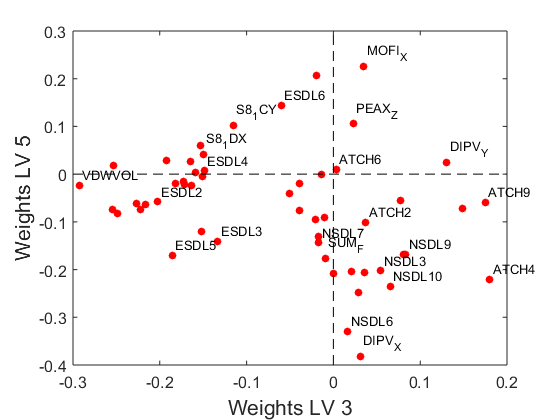 0.3
0.2
0.1
0
-0.1
-0.2
-0.3
-0.4
Weights LV 5
MOFI_X
ESDL6
PEAX_Z
S8_1CY
S8_1DX
DIPV_Y
ESDL4
ATCH6
VDWVOL
ESDL2
ATCH9
ATCH2
ESDL3
NSDL7
SUM_F
ESDL5
NSDL9
NSDL3
ATCH4
NSDL10
NSDL6
DIPV_X
-0.3 -0.2 -0.1 0 0.1 0.2
Weights LV 3